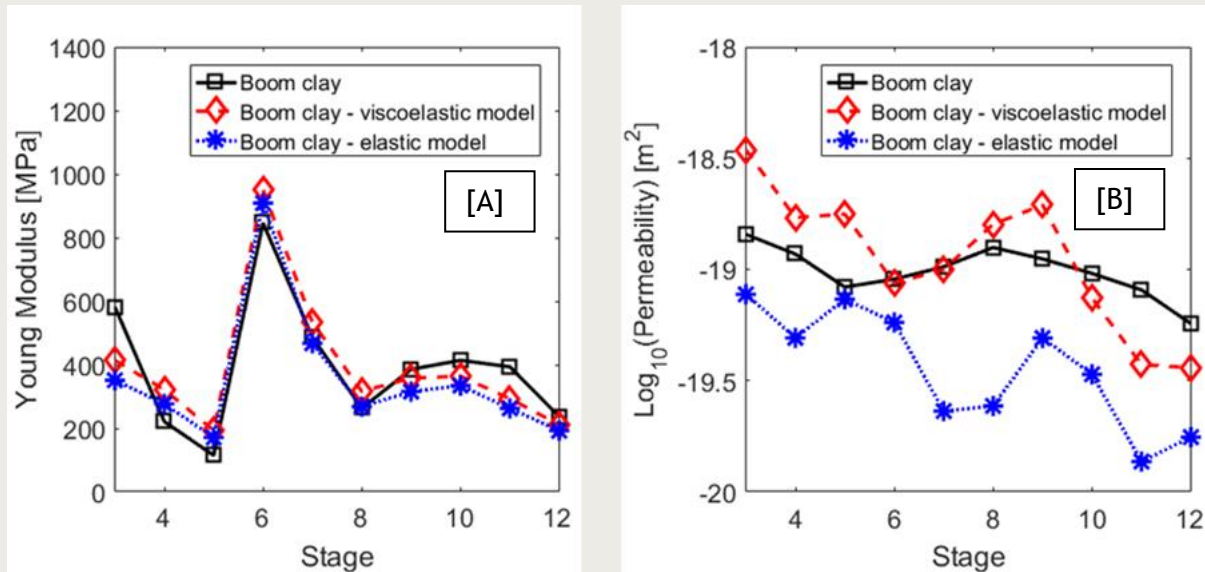 1400
1200
1000
800
600
400
200
0
4
6
8
10
12
Stage
Young Modulus [MPa]
Boom clay
Boom clay - viscoelastic model
Boom clay - elastic model
[A]
-18
-18.5
-19
-19.5
-20
4
6
8
10
12
Stage
Log10(Permeability) [m2]
Boom clay
Boom clay - viscoelastic model
Boom clay - elastic model
[B]